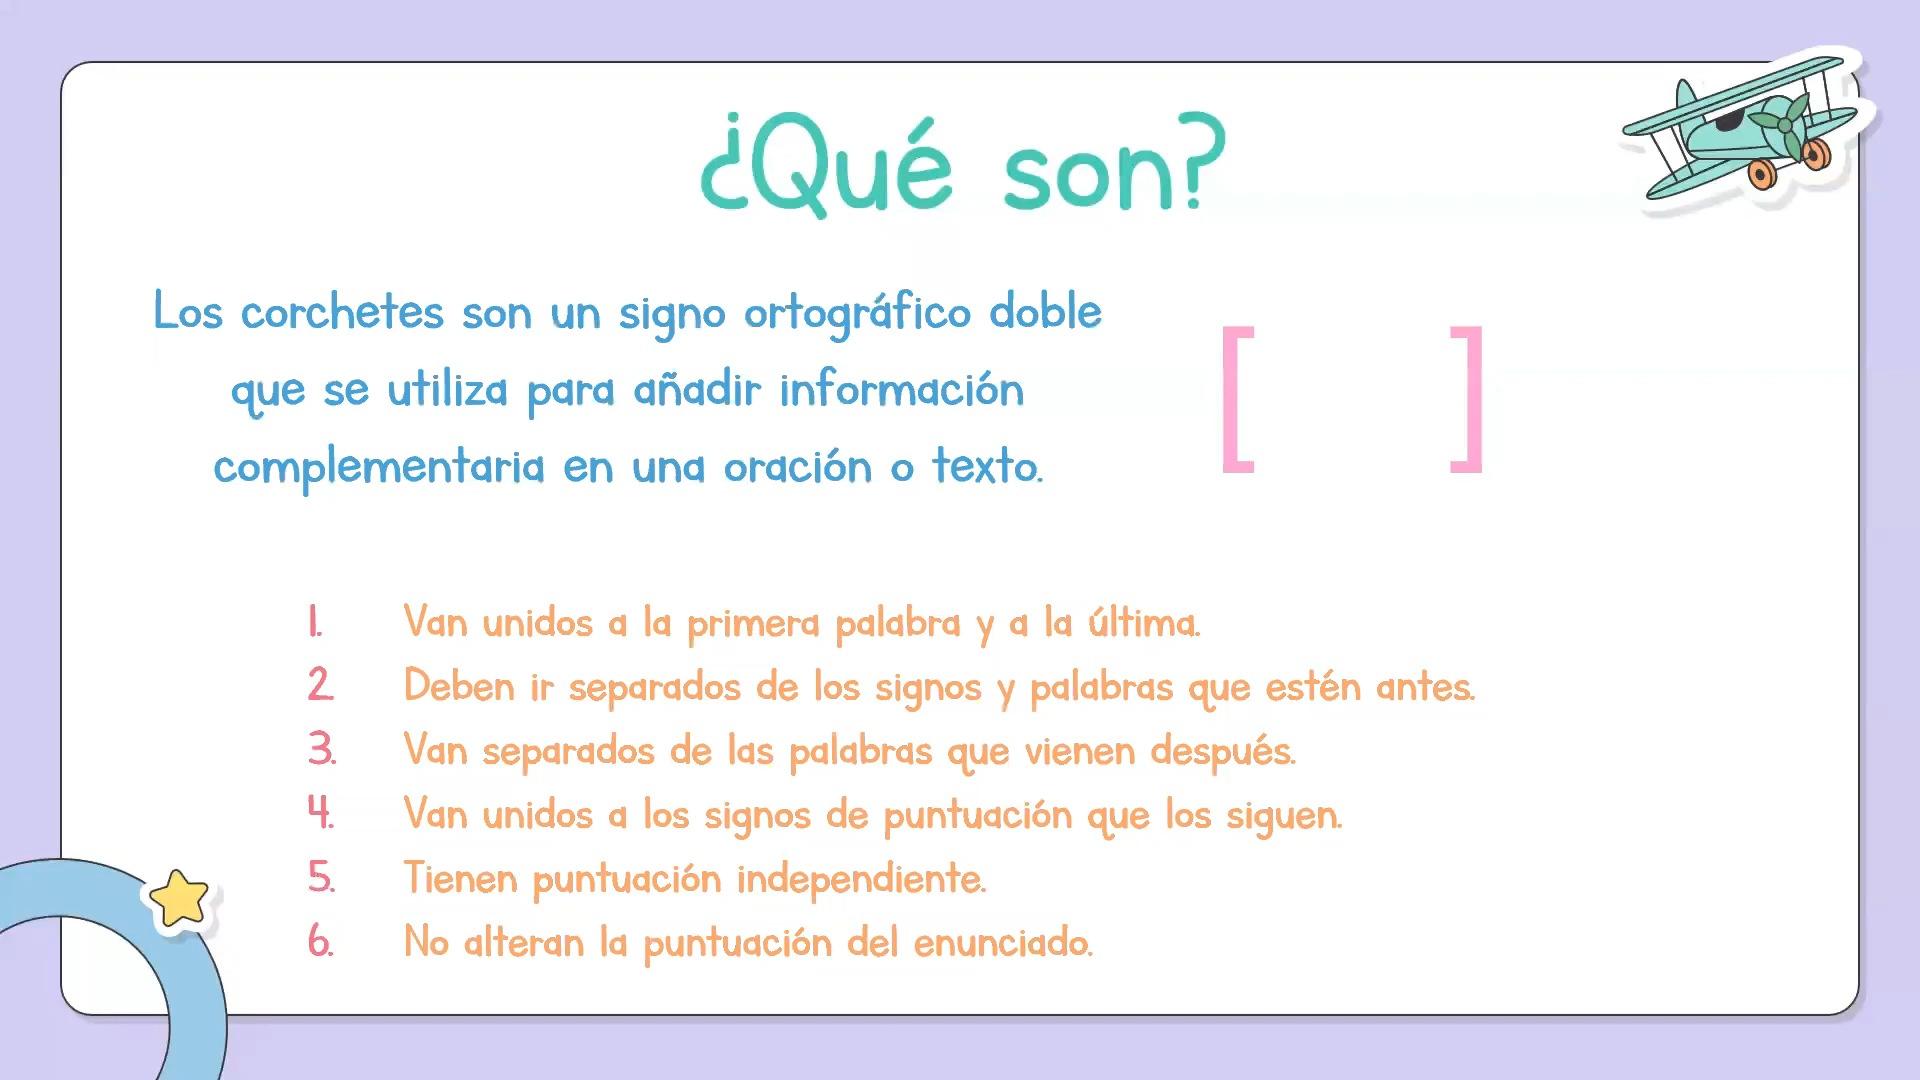 ¿Qué son?
Los corchetes son un signo ortográfico doble
que se utiliza para añadir información
complementaria en una oración o texto.
[ ]
1. Van unidos a la primera palabra y a la última.
2. Deben ir separados de los signos y palabras que estén antes.
3. Van separados de las palabras que vienen después.
4. Van unidos a los signos de puntuación que los siguen.
5. Tienen puntuación independiente.
6. No alteran la puntuación del enunciado.